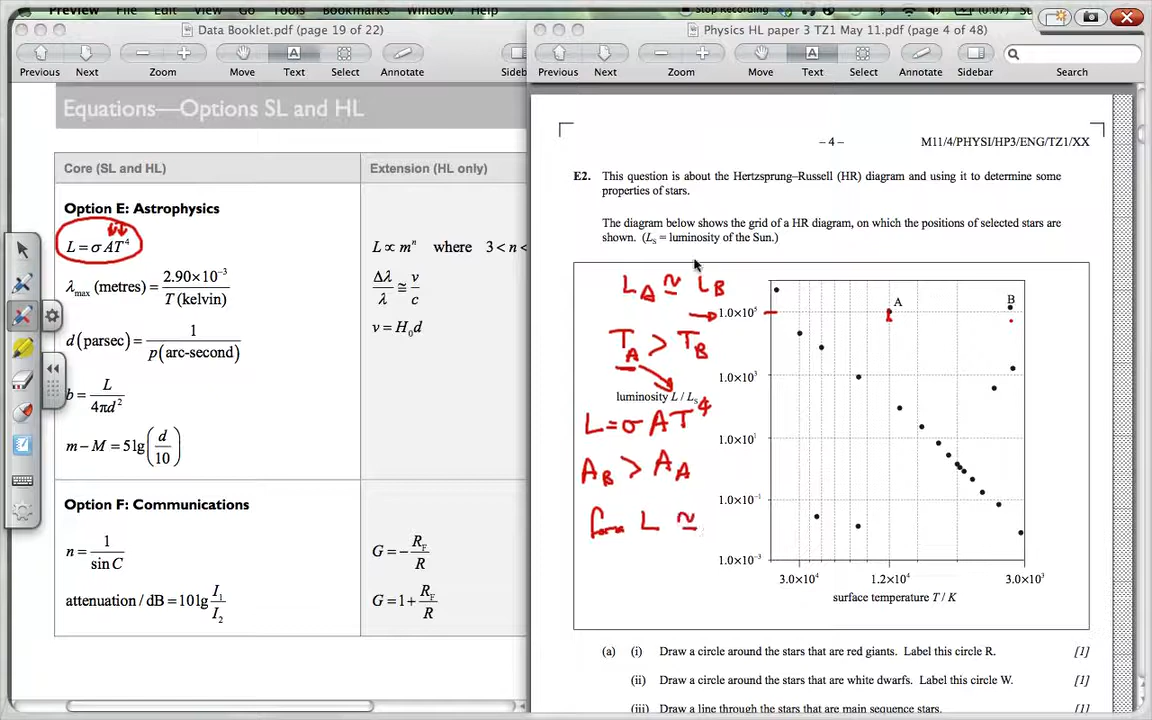 Preview File Edit View Go Tools Bookmarks Window Help Stop Recording (0:07)
Data Booklet.pdf (page 19 of 22)
Previous Next Zoom Move Text Select Annotate Sideb
Equations—Options SL and HL
Core (SL and HL) Extension (HL only)
Option E: Astrophysics
L = σAT⁴ L ∝ mⁿ where 3 < n <
λmax (metres) = 2.90×10⁻³ / T(kelvin) Δλ/λ ≅ v/c
d(parsec) = 1 / p(arc-second) v = H₀d
b = L / 4πd²
m − M = 5 lg(d/10)
Option F: Communications
n = 1 / sin C G = − R_F / R
attenuation / dB = 10 lg I₁/I₂ G = 1 + R_F / R
Physics HL paper 3 TZ1 May 11.pdf (page 4 of 48)
Previous Next Zoom Move Text Select Annotate Sidebar Search
– 4 – M11/4/PHYSI/HP3/ENG/TZ1/XX
E2. This question is about the Hertzsprung–Russell (HR) diagram and using it to determine some
properties of stars.
The diagram below shows the grid of a HR diagram, on which the positions of selected stars are
shown. (L_S = luminosity of the Sun.)
L_A ≅ L_B
T_A > T_B
luminosity L / L_S
L = σAT⁴
A_B > A_A
for L ≅
A B
1.0×10⁵
1.0×10³
1.0×10¹
1.0×10⁻¹
1.0×10⁻³
3.0×10⁴ 1.2×10⁴ 3.0×10³
surface temperature T / K
(a) (i) Draw a circle around the stars that are red giants. Label this circle R. [1]
(ii) Draw a circle around the stars that are white dwarfs. Label this circle W. [1]
(iii) Draw a line through the stars that are main sequence stars. [1]